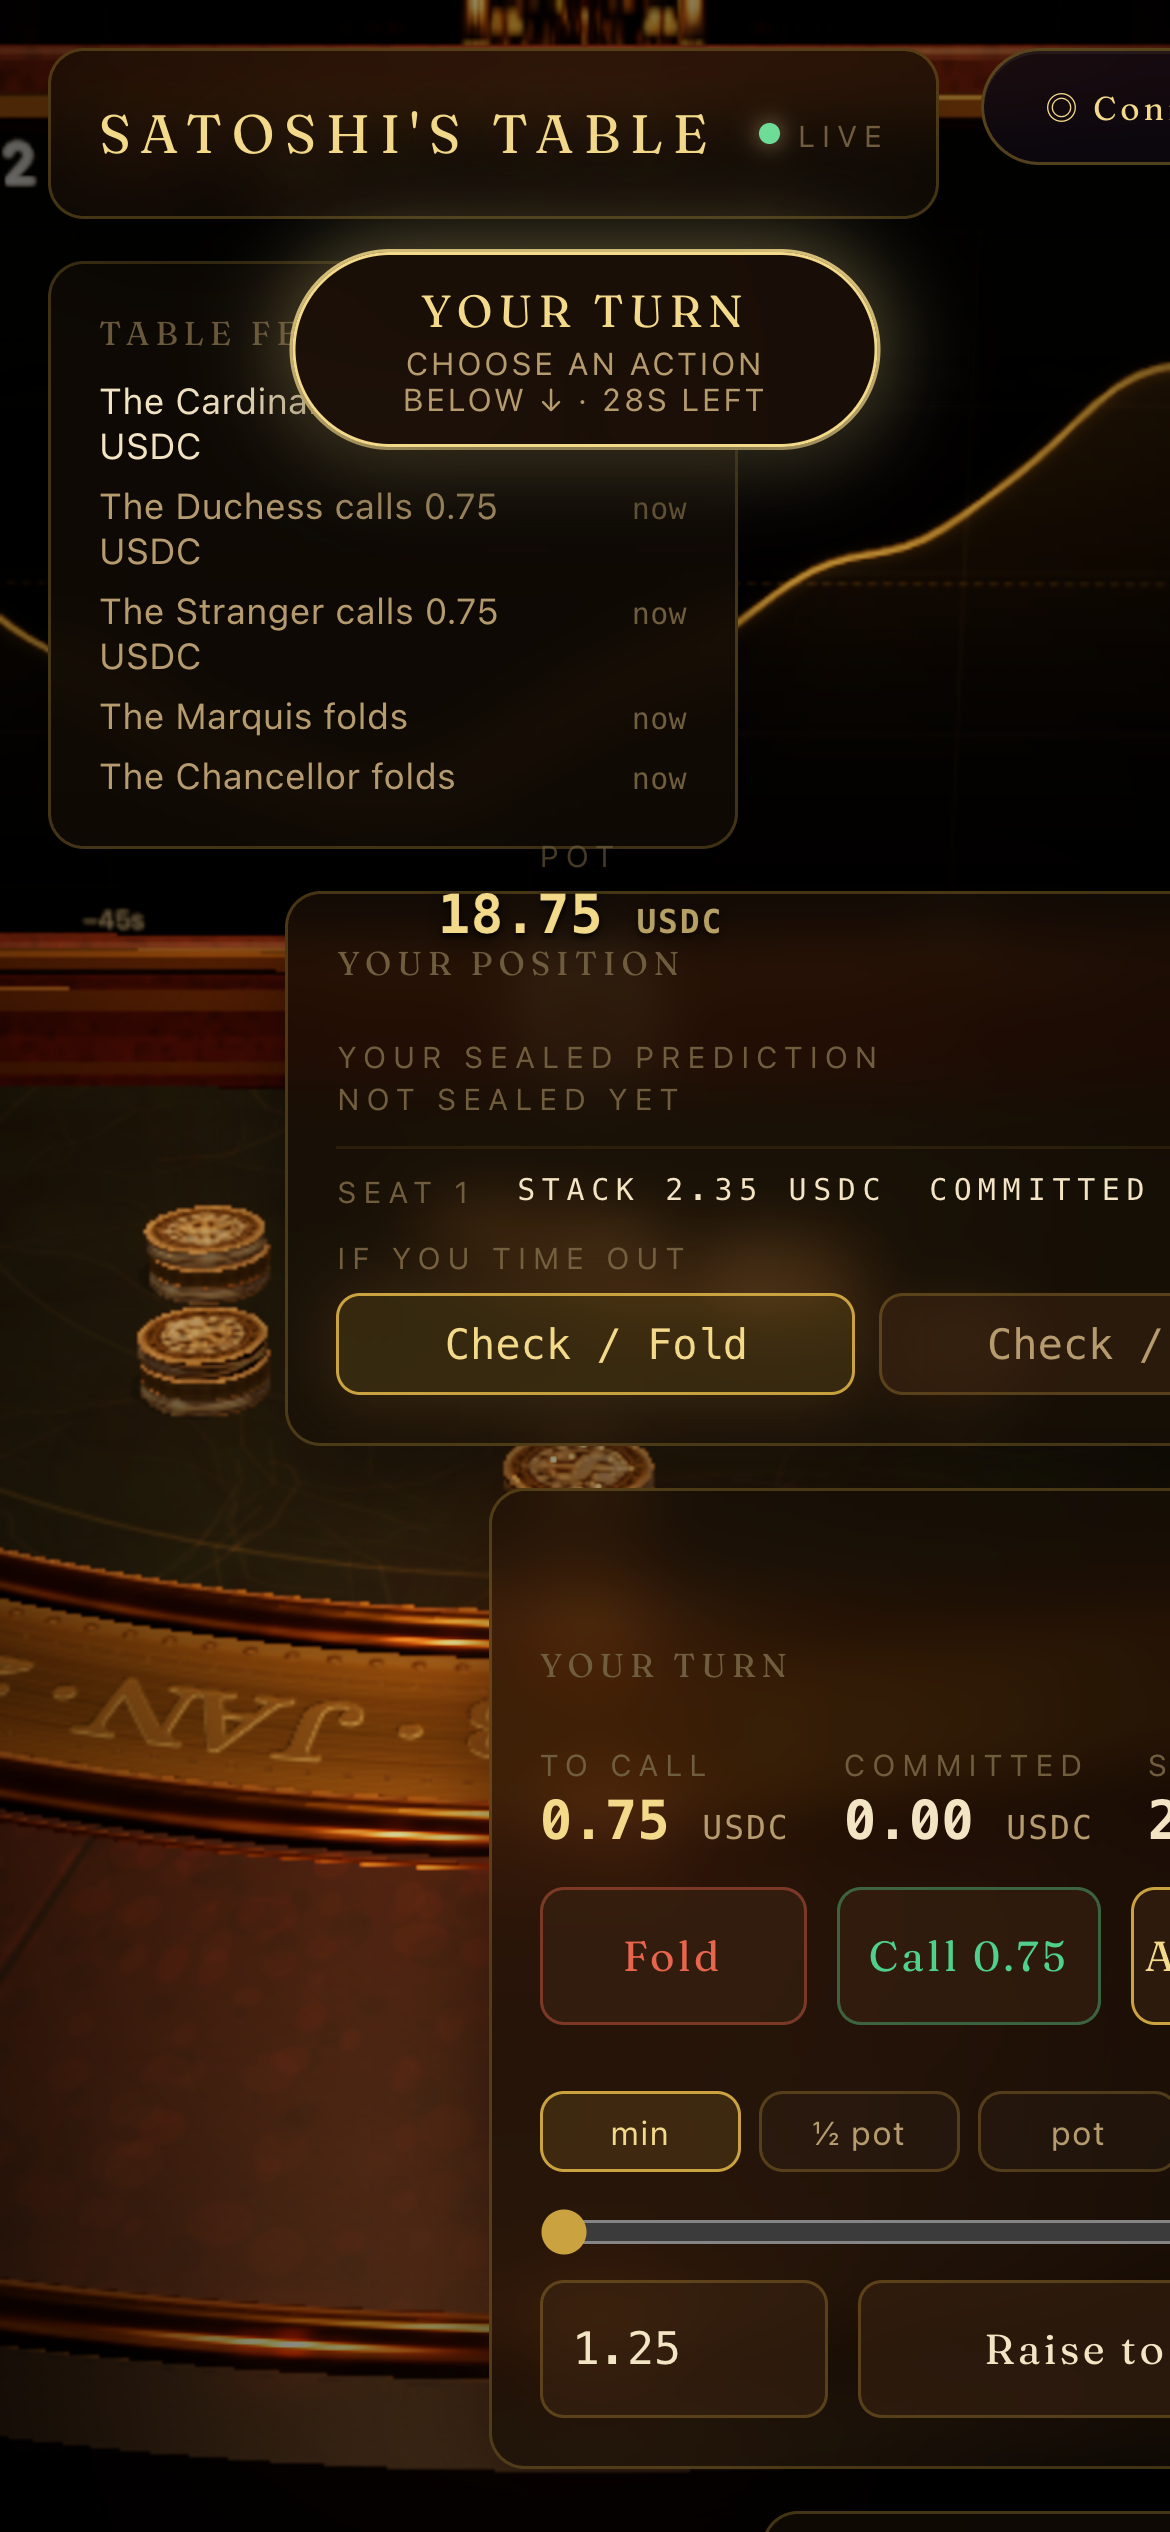 SATOSHI'S TABLE
LIVE
◎ Con
2
YOUR TURN
CHOOSE AN ACTION
BELOW ↓ · 28S LEFT
TABLE FE
The Cardina
USDC
The Duchess calls 0.75
USDC
now
The Stranger calls 0.75
USDC
now
The Marquis folds
now
The Chancellor folds
now
POT
18.75 USDC
-45s
YOUR POSITION
YOUR SEALED PREDICTION
NOT SEALED YET
SEAT 1 STACK 2.35 USDC COMMITTED
IF YOU TIME OUT
Check / Fold
Check /
YOUR TURN
TO CALL
0.75 USDC
COMMITTED
0.00 USDC
S
2
Fold
Call 0.75
A
· JAN ·
min
½ pot
pot
1.25
Raise to